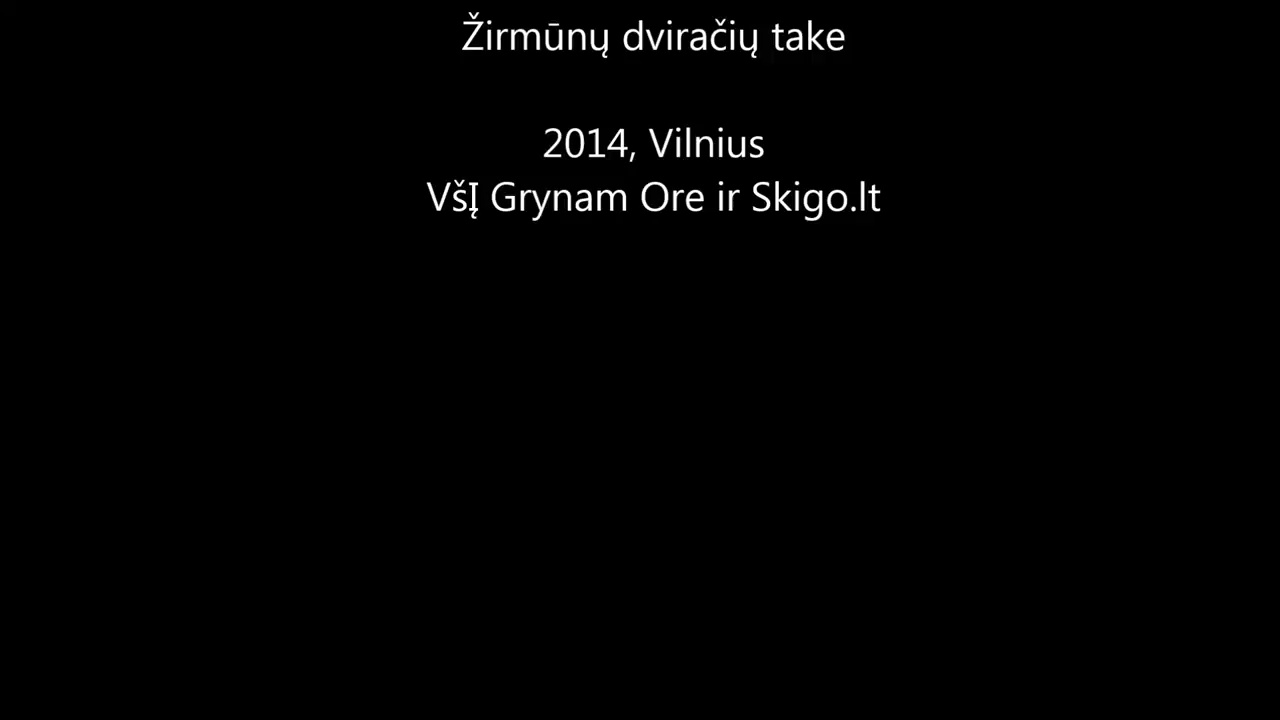 Žirmūnų dviračių take
2014, Vilnius
VšĮ Grynam Ore ir Skigo.lt